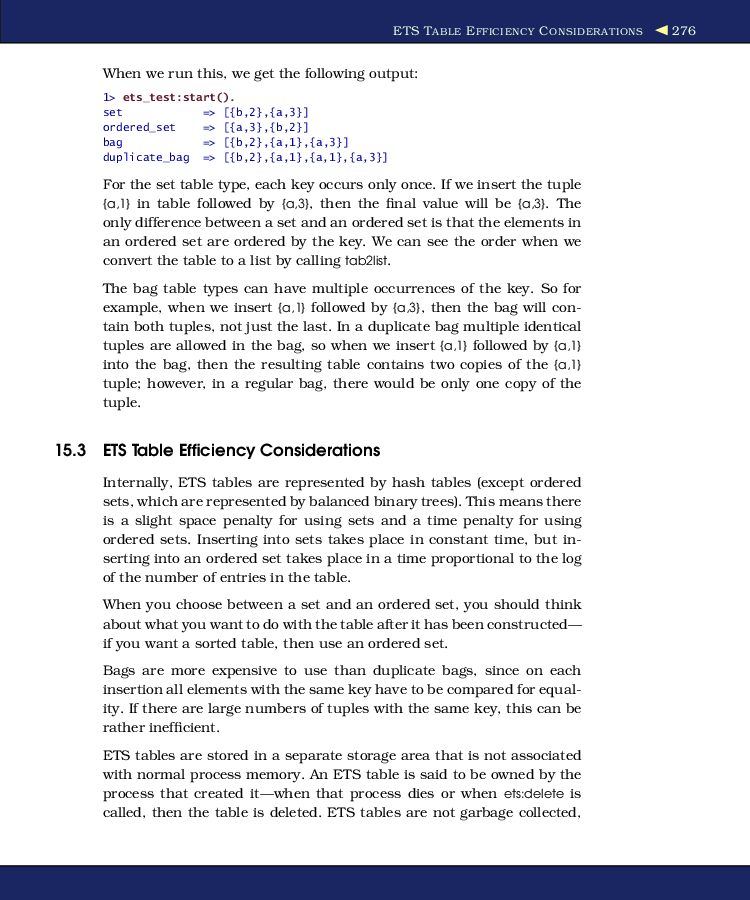 ETS TABLE EFFICIENCY CONSIDERATIONS ◀ 276
When we run this, we get the following output:
1> ets_test:start().
set => [{b,2},{a,3}]
ordered_set => [{a,3},{b,2}]
bag => [{b,2},{a,1},{a,3}]
duplicate_bag => [{b,2},{a,1},{a,1},{a,3}]
For the set table type, each key occurs only once. If we insert the tuple
{a,1} in table followed by {a,3}, then the final value will be {a,3}. The
only difference between a set and an ordered set is that the elements in
an ordered set are ordered by the key. We can see the order when we
convert the table to a list by calling tab2list.
The bag table types can have multiple occurrences of the key. So for
example, when we insert {a,1} followed by {a,3}, then the bag will con-
tain both tuples, not just the last. In a duplicate bag multiple identical
tuples are allowed in the bag, so when we insert {a,1} followed by {a,1}
into the bag, then the resulting table contains two copies of the {a,1}
tuple; however, in a regular bag, there would be only one copy of the
tuple.
15.3 ETS Table Efficiency Considerations
Internally, ETS tables are represented by hash tables (except ordered
sets, which are represented by balanced binary trees). This means there
is a slight space penalty for using sets and a time penalty for using
ordered sets. Inserting into sets takes place in constant time, but in-
serting into an ordered set takes place in a time proportional to the log
of the number of entries in the table.
When you choose between a set and an ordered set, you should think
about what you want to do with the table after it has been constructed—
if you want a sorted table, then use an ordered set.
Bags are more expensive to use than duplicate bags, since on each
insertion all elements with the same key have to be compared for equal-
ity. If there are large numbers of tuples with the same key, this can be
rather inefficient.
ETS tables are stored in a separate storage area that is not associated
with normal process memory. An ETS table is said to be owned by the
process that created it—when that process dies or when ets:delete is
called, then the table is deleted. ETS tables are not garbage collected,